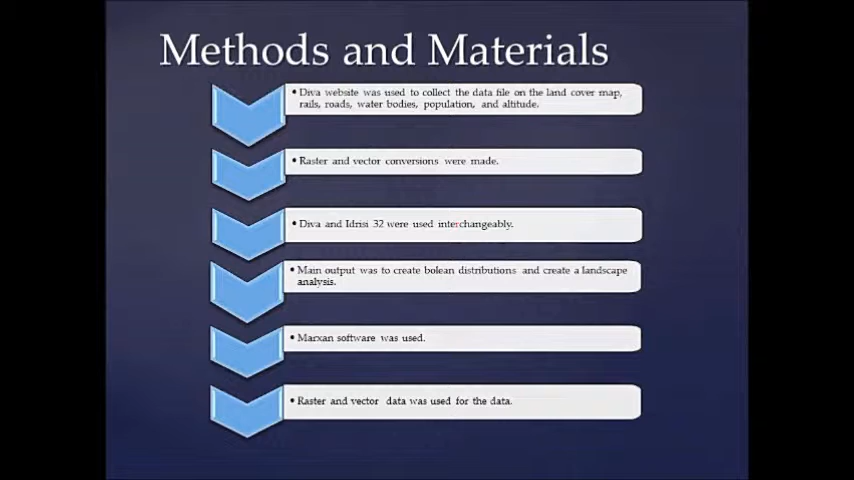 Methods and Materials
• Diva website was used to collect the data file on the land cover map,
rails, roads, water bodies, population, and altitude.
• Raster and vector conversions were made.
• Diva and Idrisi 32 were used interchangeably.
• Main output was to create bolean distributions and create a landscape
analysis.
• Marxan software was used.
• Raster and vector data was used for the data.